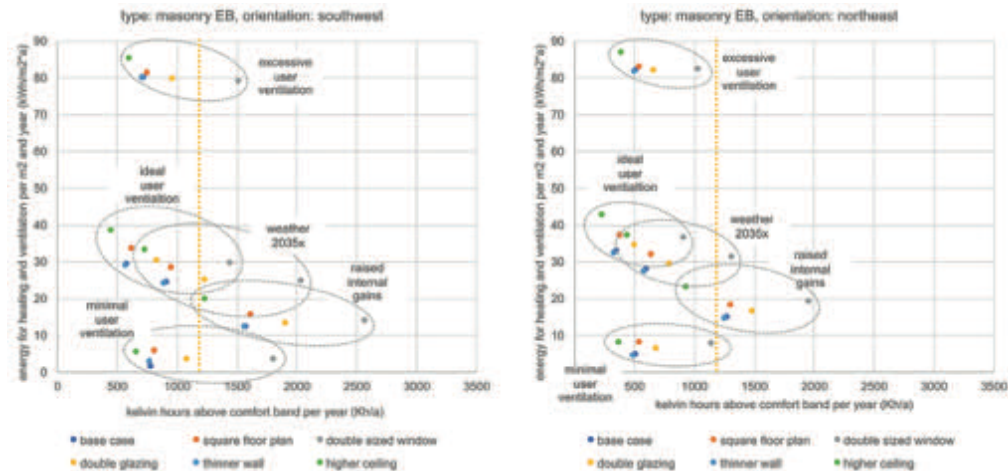 type: masonry EB, orientation: southwest
energy for heating and ventilation per m2 and year (kWh/m2*a)
90
80
70
60
50
40
30
20
10
0
0
500
1000
1500
2000
2500
3000
3500
excessive
user
ventilation
ideal
user
ventialtion
weather
2035x
raised
internal
gains
minimal
user
ventilation
kelvin hours above comfort band per year (Kh/a)
base case
square floor plan
double sized window
double glazing
thinner wall
higher ceiling
type: masonry EB, orientation: northeast
energy for heating and ventilation per m2 and year (kWh/m2*a)
90
80
70
60
50
40
30
20
10
0
0
500
1000
1500
2000
2500
3000
3500
excessive
user
ventilation
ideal
user
ventialtion
weather
2035x
raised
internal
gains
minimal
user
ventilation
kelvin hours above comfort band per year (Kh/a)
base case
square floor plan
double sized window
double glazing
thinner wall
higher ceiling